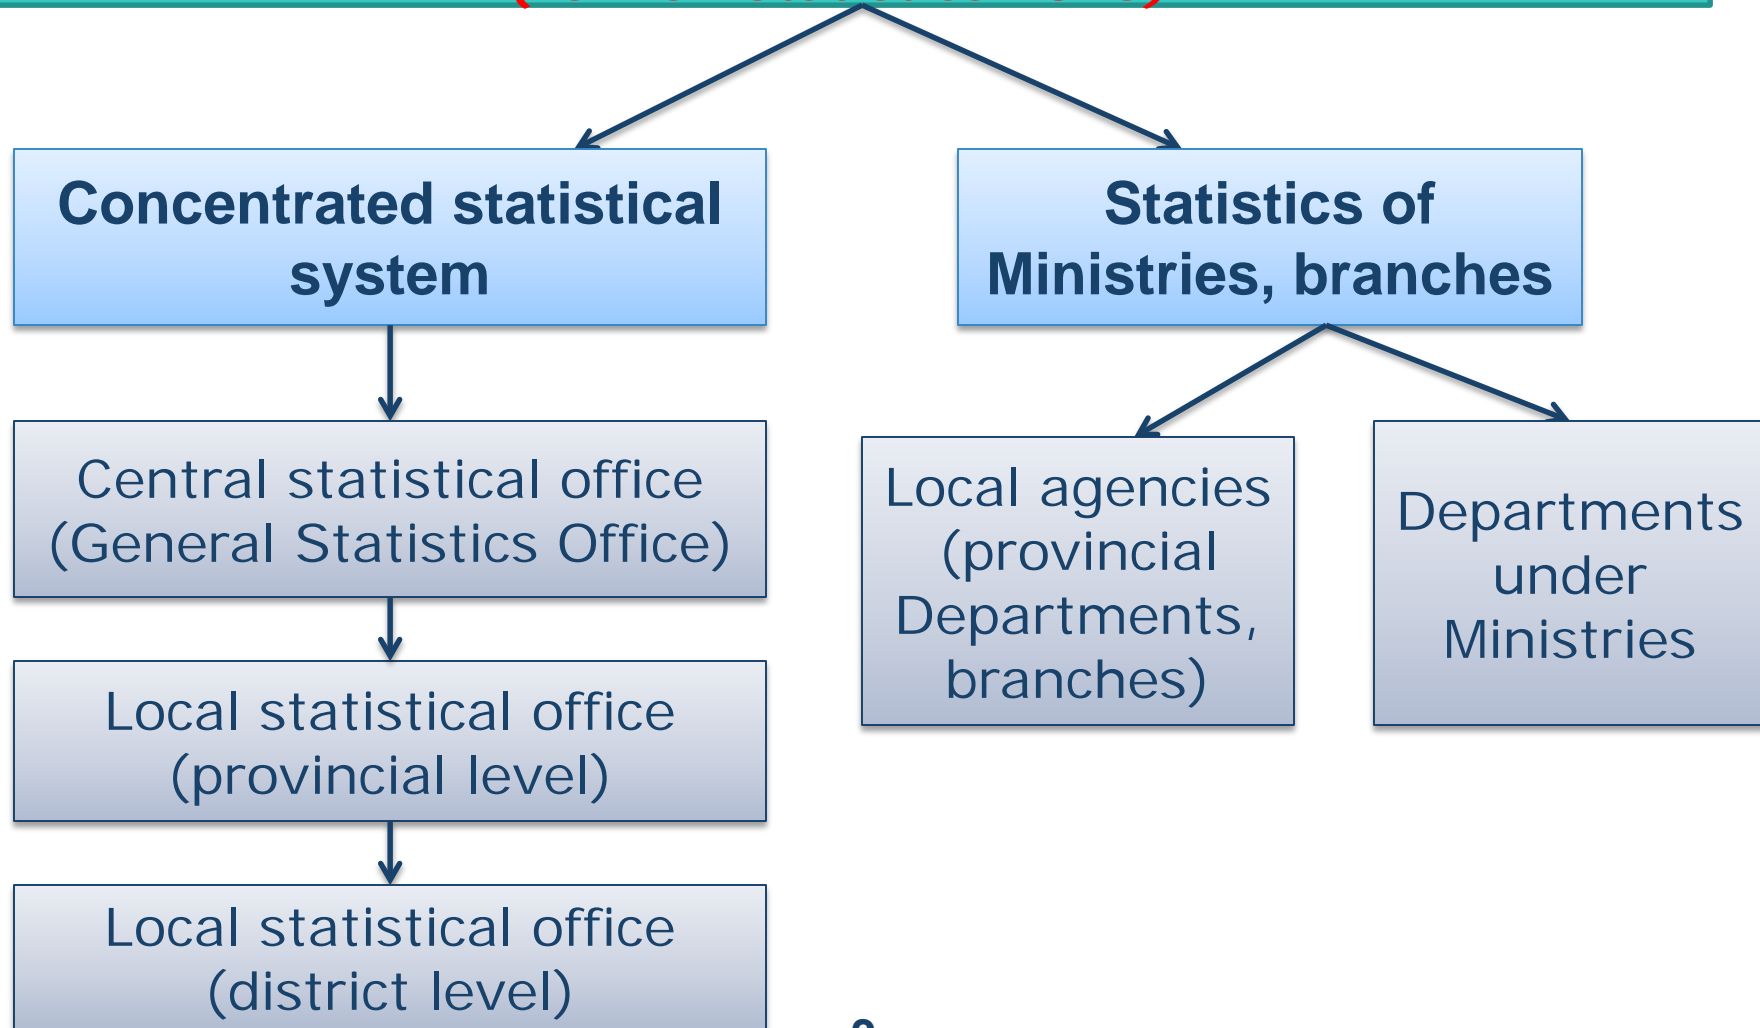 Concentrated statistical
system
Statistics of
Ministries, branches
Central statistical office
(General Statistics Office)
Local agencies
(provincial
Departments,
branches)
Departments
under
Ministries
Local statistical office
(provincial level)
Local statistical office
(district level)